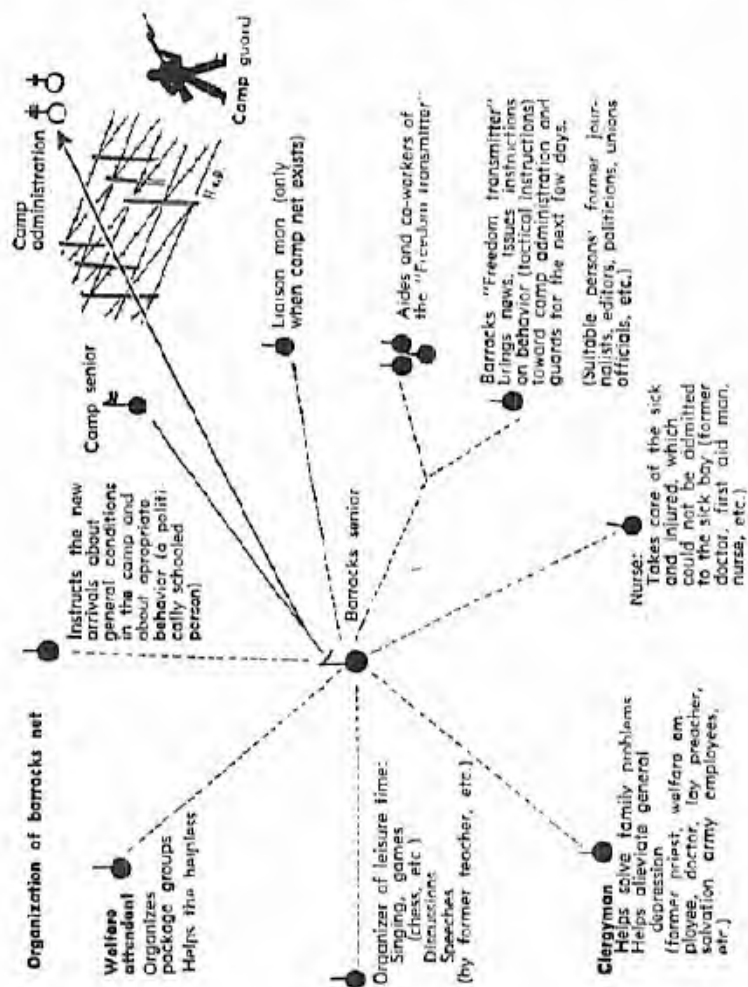 Organization of barracks net
Instructs the new
arrivals about
general conditions
in the camp and
about apropriate
behavior (a politi
cally schooled
person)
Camp senior
Camp
administration
Camp guard
Welfare
attendant
Organizes
package groups
Helps the helpless
Liaison man (only
when camp net exists)
Barracks senior
Aides and co-workers of
the "Freedom transmitter"
Organizer of leisure time:
Singing, games
(chess, etc)
Discussions
Speeches
(by former teacher, etc.)
Barracks "Freedom transmitter"
brings news, issues instructions
on behavior (tactical instructions)
toward camp administration and
guards for the next few days.
(Suitable persons: former jour-
nalists, editors, politicians, unions
officials, etc.)
Clergyman
Helps solve family problems
Helps alleviate general
depression
(former priest, welfare em
ployee, doctor, lay preacher,
salvation army employees,
etc.)
Nurse:
Takes care of the sick
and injured, which
could not be admitted
to the sick bay (former
doctor, first aid man,
nurse, etc.)